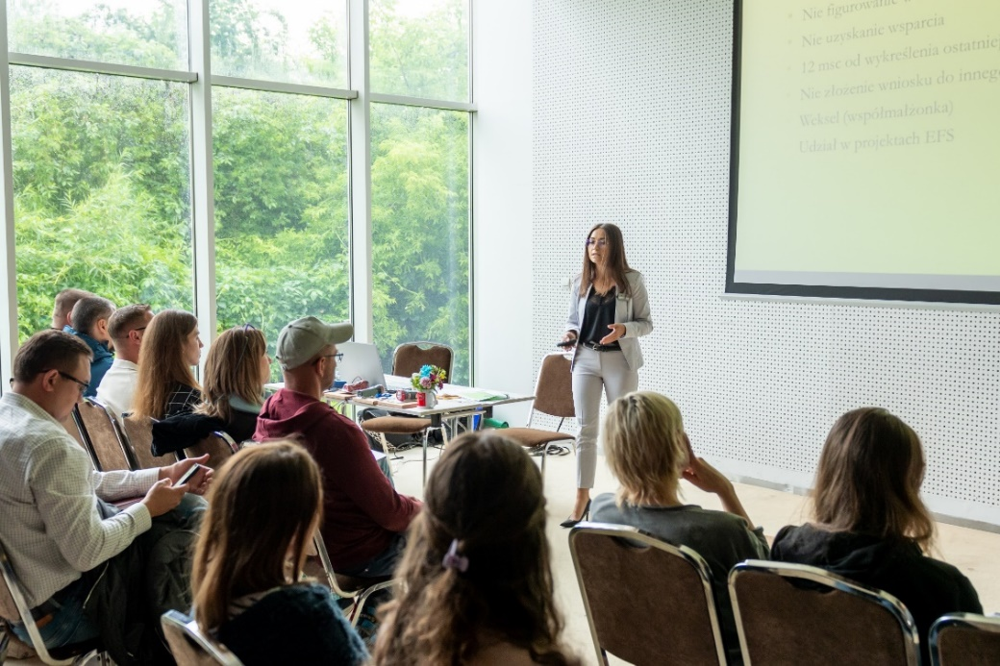 Nie figurowanie
Nie uzyskanie wsparcia
12 msc od wykreślenia ostatniej
Nie złożenie wniosku do innego
Weksel (współmałżonka)
Udział w projektach EFS